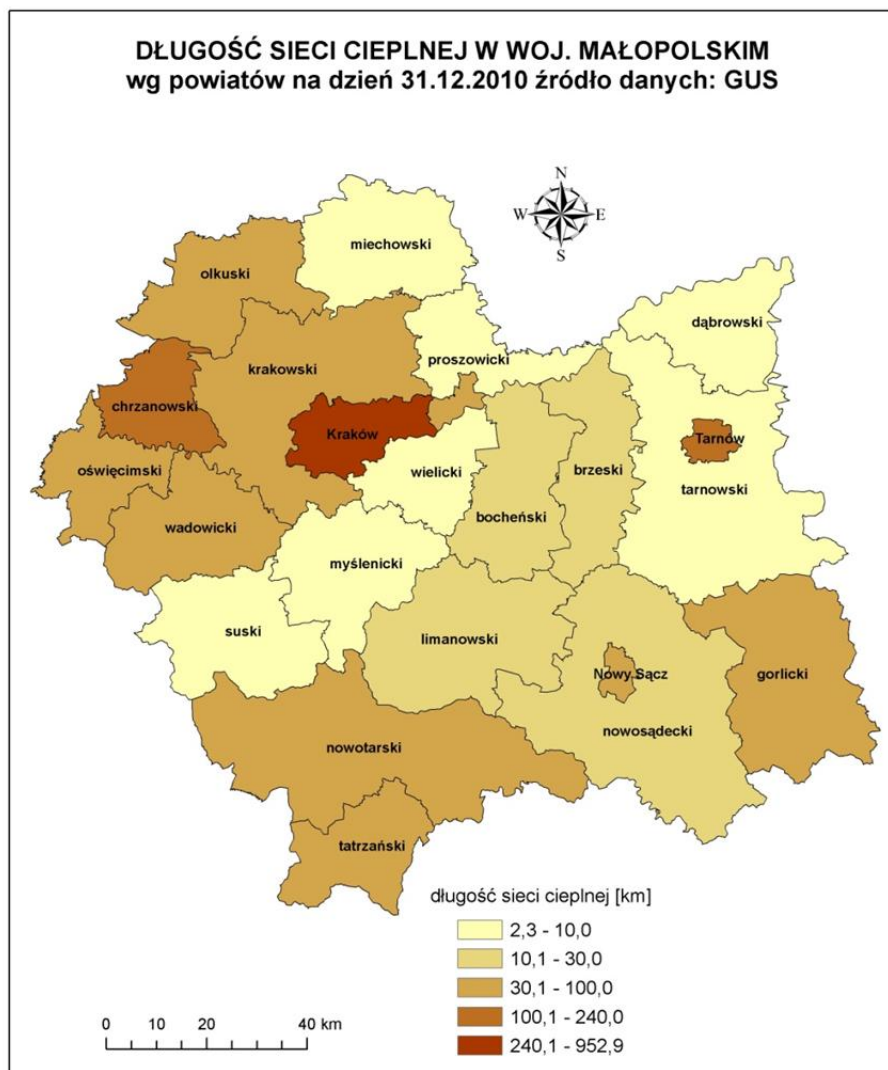 DŁUGOŚĆ SIECI CIEPLNEJ W WOJ. MAŁOPOLSKIM
wg powiatów na dzień 31.12.2010 źródło danych: GUS
N
W E
S
miechowski
olkuski
dąbrowski
proszowicki
krakowski
chrzanowski
Kraków
Tarnów
oświęcimski
wielicki
brzeski
tarnowski
bocheński
wadowicki
myślenicki
suski
limanowski
Nowy Sącz
gorlicki
nowosądecki
nowotarski
tatrzański
długość sieci cieplnej [km]
2,3 - 10,0
10,1 - 30,0
30,1 - 100,0
100,1 - 240,0
240,1 - 952,9
0 10 20 40 km